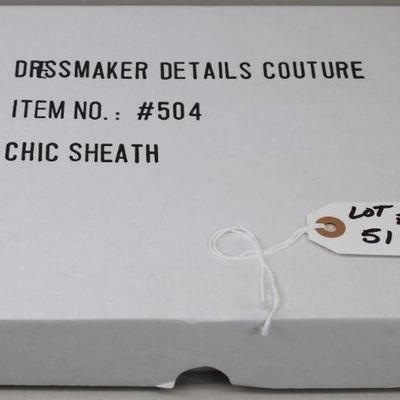 DRESSMAKER DETAILS COUTURE
ITEM NO.: #504
CHIC SHEATH
LOT #
51